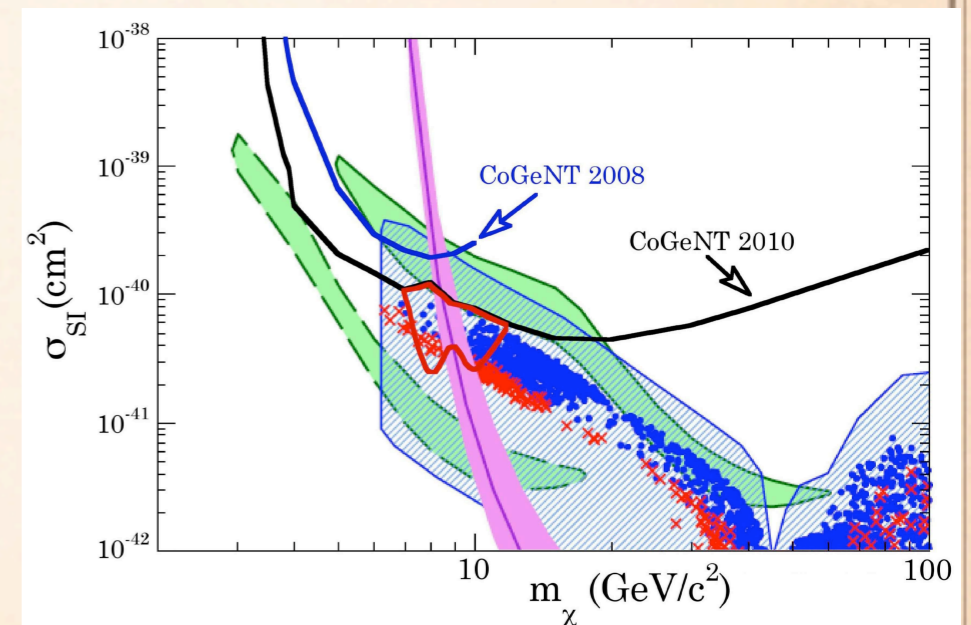 10^-38
10^-39
CoGeNT 2008
CoGeNT 2010
10^-40
σ_SI (cm^2)
10^-41
10^-42
10
100
m_χ (GeV/c^2)